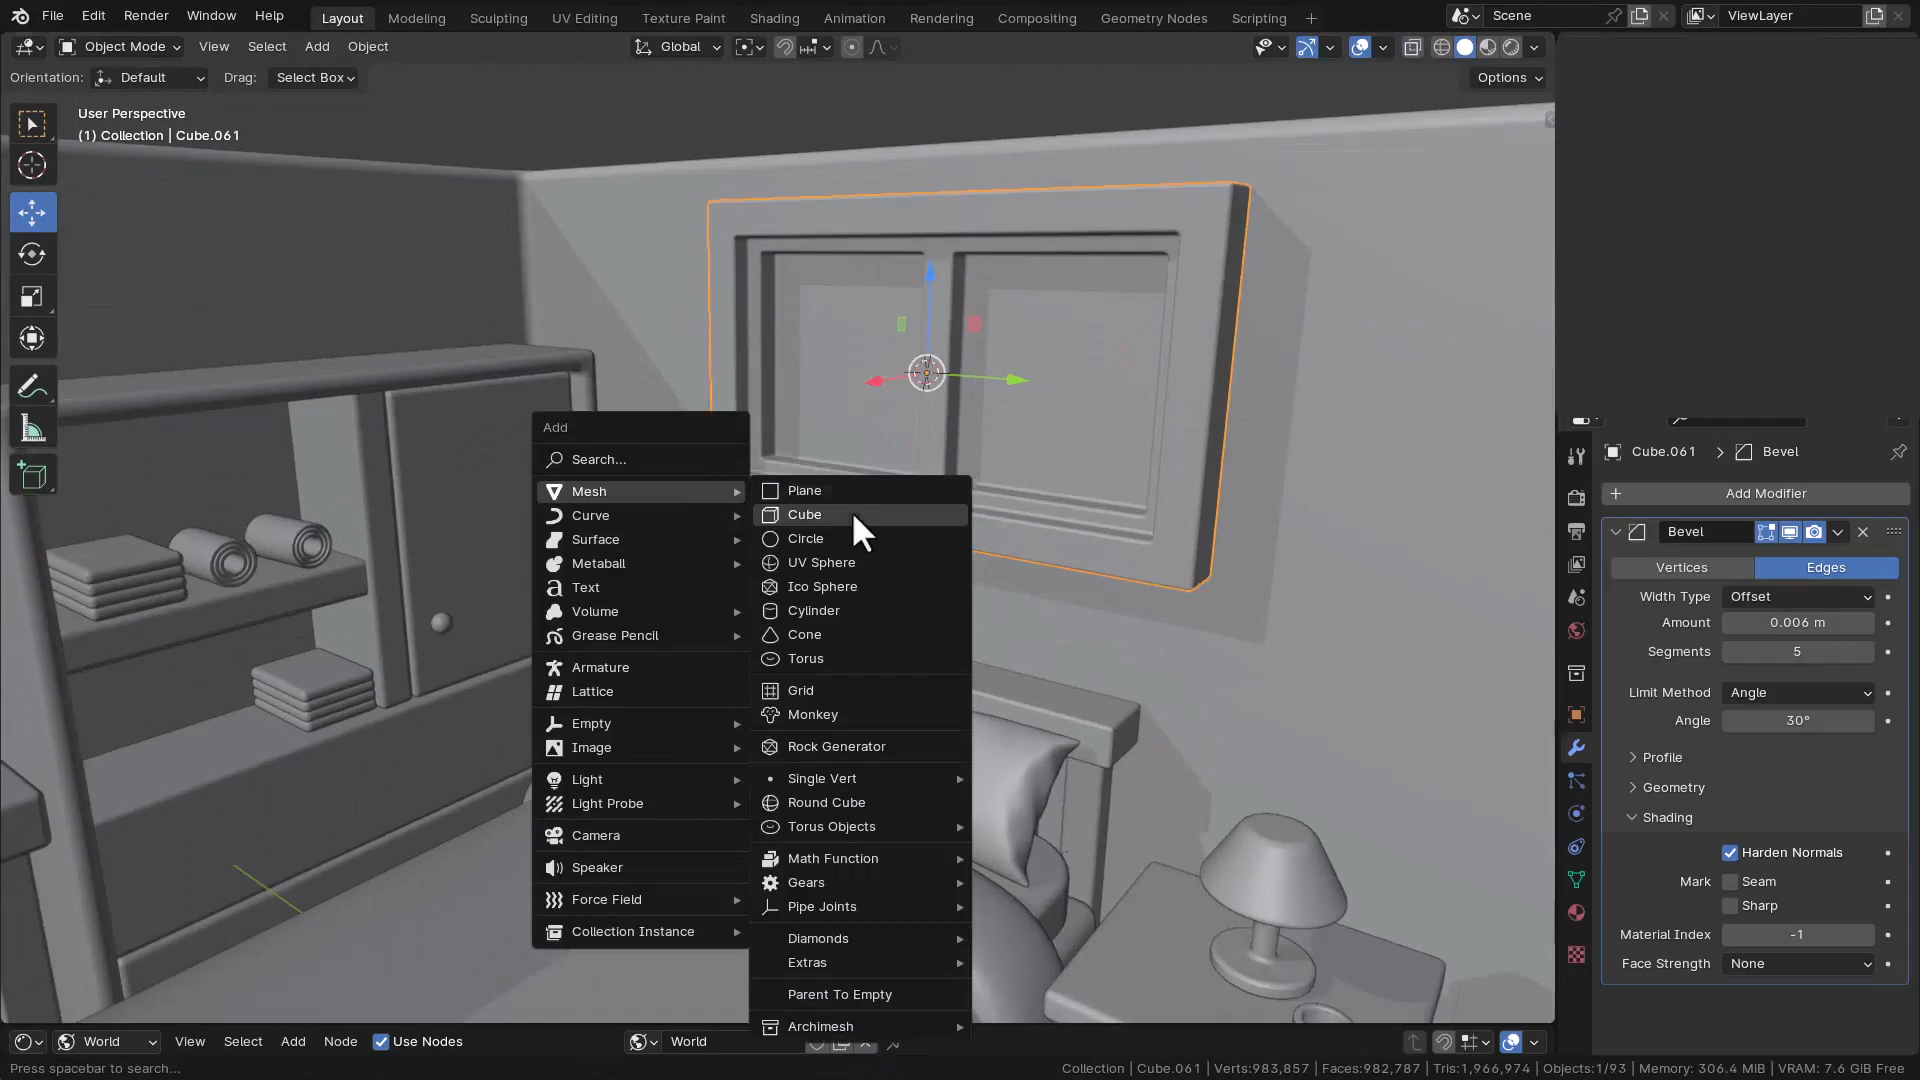 File Edit Render Window Help Layout Modeling Sculpting UV Editing Texture Paint Shading Animation Rendering Compositing Geometry Nodes Scripting + Scene ViewLayer
Object Mode View Select Add Object Global
Orientation: Default Drag: Select Box Options
User Perspective
(1) Collection | Cube.061
Add
Search...
Mesh
Curve
Surface
Metaball
Text
Volume
Grease Pencil
Armature
Lattice
Empty
Image
Light
Light Probe
Camera
Speaker
Force Field
Collection Instance
Plane
Cube
Circle
UV Sphere
Ico Sphere
Cylinder
Cone
Torus
Grid
Monkey
Rock Generator
Single Vert
Round Cube
Torus Objects
Math Function
Gears
Pipe Joints
Diamonds
Extras
Parent To Empty
Archimesh
Cube.061 > Bevel
+ Add Modifier
Bevel
Vertices Edges
Width Type Offset
Amount 0.006 m
Segments 5
Limit Method Angle
Angle 30°
Profile
Geometry
Shading
Harden Normals
Mark Seam
Sharp
Material Index -1
Face Strength None
World View Select Add Node Use Nodes World
Press spacebar to search... Collection | Cube.061 | Verts:983,857 | Faces:982,787 | Tris:1,966,974 | Objects:1/93 | Memory: 306.4 MiB | VRAM: 7.6 GiB Free